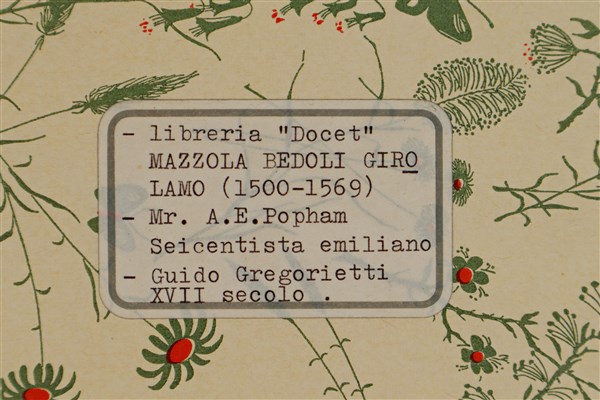 - libreria "Docet"
MAZZOLA BEDOLI GIRO
LAMO (1500-1569)
- Mr. A.E.Popham
Seicentista emiliano
- Guido Gregorietti
XVII secolo .